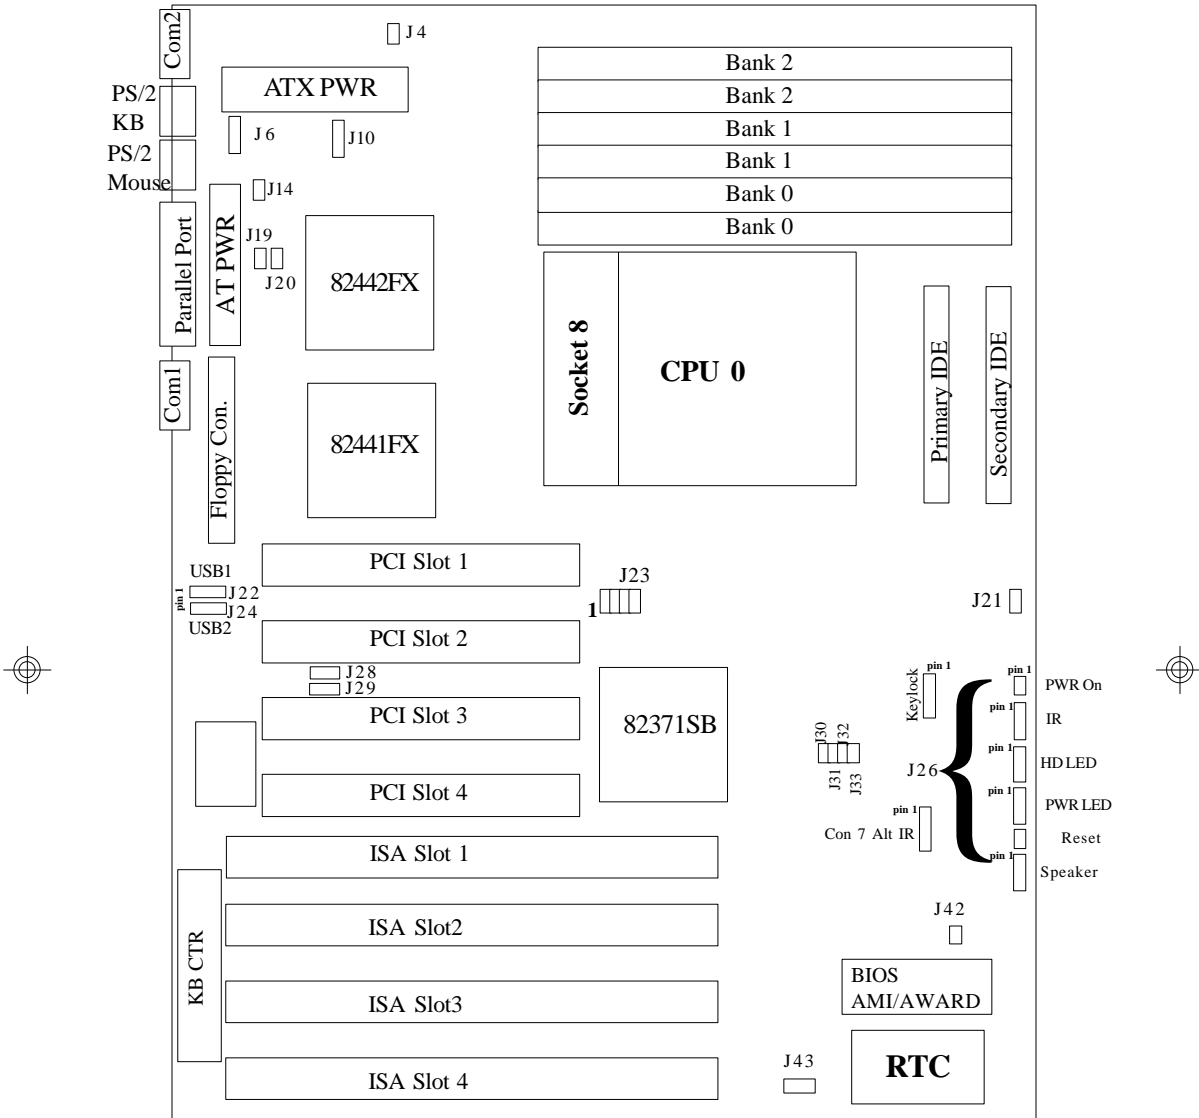 Com2
J4
Bank 2
ATX PWR
PS/2
KB
Bank 2
J6
J10
Bank 1
PS/2
Mouse
Bank 1
J14
Bank 0
Parallel Port
AT PWR
J19
J20
Bank 0
82442FX
Socket 8
CPU 0
Primary IDE
Secondary IDE
Com1
Floppy Con.
82441FX
PCI Slot 1
USB1
pin 1
J22
J24
USB2
J23
1
J21
PCI Slot 2
J28
J29
Keylock
pin 1
pin 1
PWR On
PCI Slot 3
82371SB
pin 1
IR
J30
J32
J31
J33
J26
pin 1
HD LED
PCI Slot 4
pin 1
PWR LED
pin 1
Con 7 Alt IR
Reset
ISA Slot 1
pin 1
Speaker
KB CTR
ISA Slot2
J42
BIOS
AMI/AWARD
ISA Slot3
J43
RTC
ISA Slot 4